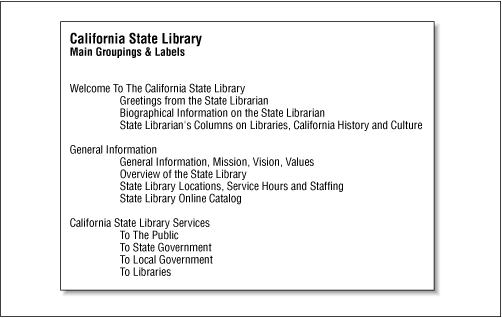 California State Library
Main Groupings & Labels
Welcome To The California State Library
Greetings from the State Librarian
Biographical Information on the State Librarian
State Librarian's Columns on Libraries, California History and Culture
General Information
General Information, Mission, Vision, Values
Overview of the State Library
State Library Locations, Service Hours and Staffing
State Library Online Catalog
California State Library Services
To The Public
To State Government
To Local Government
To Libraries